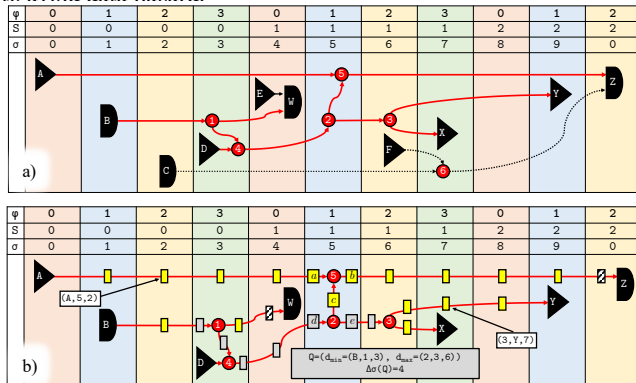 φ 0 1 2 3 0 1 2 3 0 1 2
S 0 0 0 0 1 1 1 1 2 2 2
σ 0 1 2 3 4 5 6 7 8 9 0
A 5 Z
E W Y
B 1 2 3 X
D 4 F
C 6
a)
φ 0 1 2 3 0 1 2 3 0 1 2
S 0 0 0 0 1 1 1 1 2 2 2
σ 0 1 2 3 4 5 6 7 8 9 0
A a 5 b Z
(A,5,2) c W Y
B 1 d 2 e 3 X
(3,Y,7)
D 4
Q=(dmin=(B,1,3), dmax=(2,3,6))
Δσ(Q)=4
b)